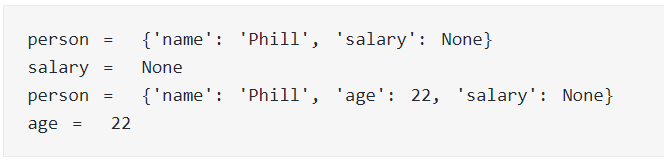 person =  {'name': 'Phill', 'salary': None}
salary =  None
person =  {'name': 'Phill', 'age': 22, 'salary': None}
age =  22